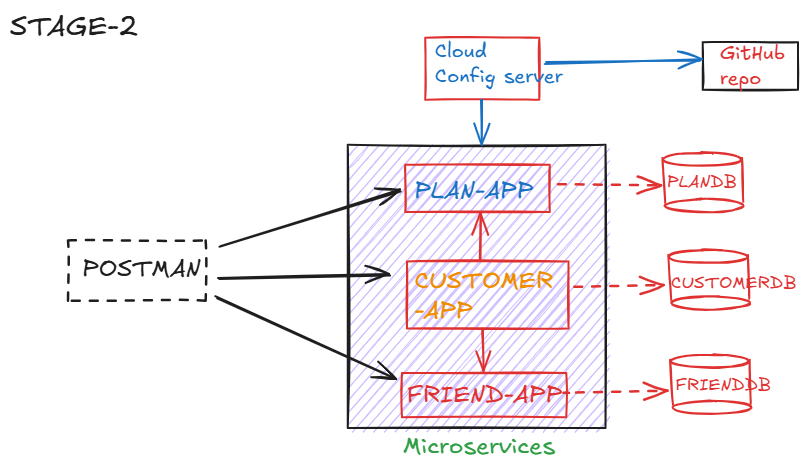 STAGE-2
Cloud
Config server
GitHub
repo
PLAN-APP
PLANDB
POSTMAN
CUSTOMER
-APP
CUSTOMERDB
FRIEND-APP
FRIENDDB
Microservices